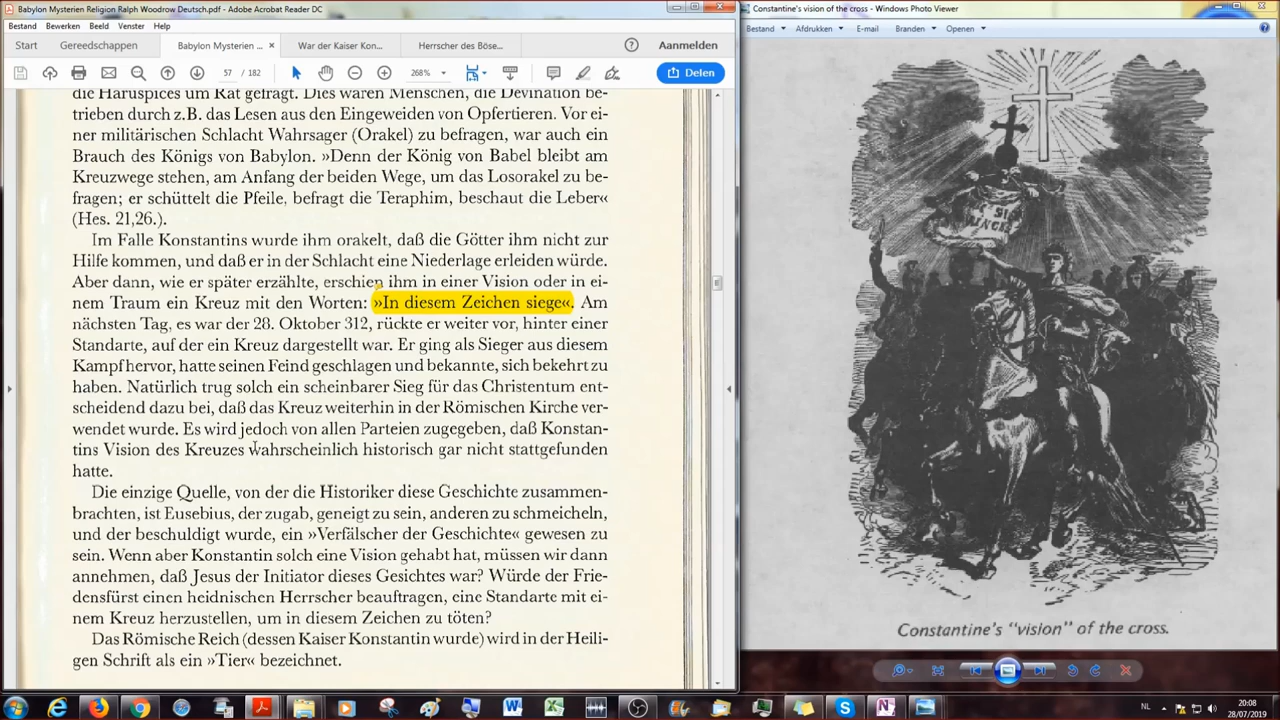 Babylon Mysterien Religion Ralph Woodrow Deutsch.pdf - Adobe Acrobat Reader DC
Bestand Bewerken Beeld Venster Help
Start Gereedschappen Babylon Mysterien ... × War der Kaiser Kon... Herrscher des Böse... Anmelden
57 / 182 268% Delen
die Haruspices um Rat gefragt. Dies waren Menschen, die Devination be-
trieben durch z.B. das Lesen aus den Eingeweiden von Opfertieren. Vor ei-
ner militärischen Schlacht Wahrsager (Orakel) zu befragen, war auch ein
Brauch des Königs von Babylon. »Denn der König von Babel bleibt am
Kreuzwege stehen, am Anfang der beiden Wege, um das Losorakel zu be-
fragen; er schüttelt die Pfeile, befragt die Teraphim, beschaut die Leber«
(Hes. 21,26.).
Im Falle Konstantins wurde ihm orakelt, daß die Götter ihm nicht zur
Hilfe kommen, und daß er in der Schlacht eine Niederlage erleiden würde.
Aber dann, wie er später erzählte, erschien ihm in einer Vision oder in ei-
nem Traum ein Kreuz mit den Worten: »In diesem Zeichen siege«. Am
nächsten Tag, es war der 28. Oktober 312, rückte er weiter vor, hinter einer
Standarte, auf der ein Kreuz dargestellt war. Er ging als Sieger aus diesem
Kampf hervor, hatte seinen Feind geschlagen und bekannte, sich bekehrt zu
haben. Natürlich trug solch ein scheinbarer Sieg für das Christentum ent-
scheidend dazu bei, daß das Kreuz weiterhin in der Römischen Kirche ver-
wendet wurde. Es wird jedoch von allen Parteien zugegeben, daß Konstan-
tins Vision des Kreuzes wahrscheinlich historisch gar nicht stattgefunden
hatte.
Die einzige Quelle, von der die Historiker diese Geschichte zusammen-
brachten, ist Eusebius, der zugab, geneigt zu sein, anderen zu schmeicheln,
und der beschuldigt wurde, ein »Verfälscher der Geschichte« gewesen zu
sein. Wenn aber Konstantin solch eine Vision gehabt hat, müssen wir dann
annehmen, daß Jesus der Initiator dieses Gesichtes war? Würde der Frie-
densfürst einen heidnischen Herrscher beauftragen, eine Standarte mit ei-
nem Kreuz herzustellen, um in diesem Zeichen zu töten?
Das Römische Reich (dessen Kaiser Konstantin wurde) wird in der Heili-
gen Schrift als ein »Tier« bezeichnet.
Constantine's vision of the cross - Windows Photo Viewer
Bestand Afdrukken E-mail Branden Openen
Constantine's "vision" of the cross.
NL 20:08
28/07/2019